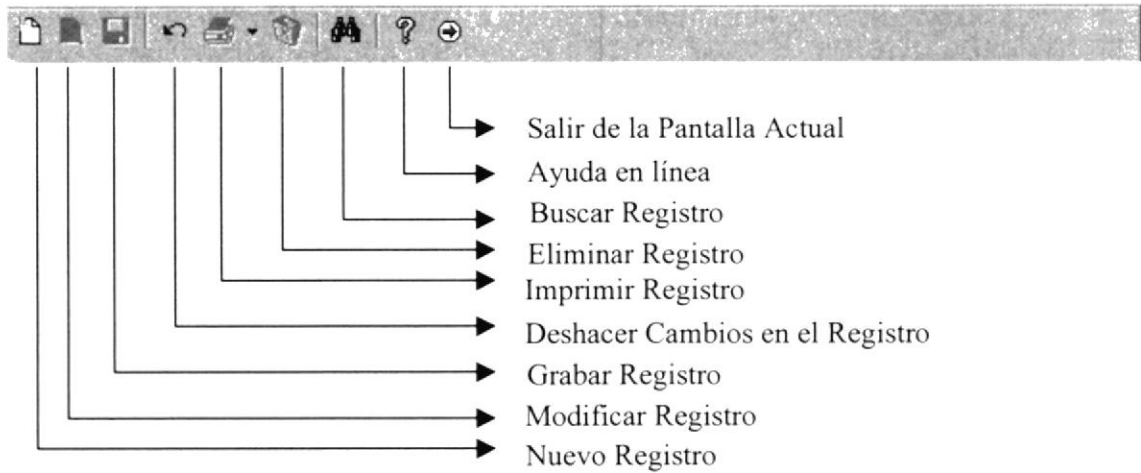 Salir de la Pantalla Actual
Ayuda en línea
Buscar Registro
Eliminar Registro
Imprimir Registro
Deshacer Cambios en el Registro
Grabar Registro
Modificar Registro
Nuevo Registro